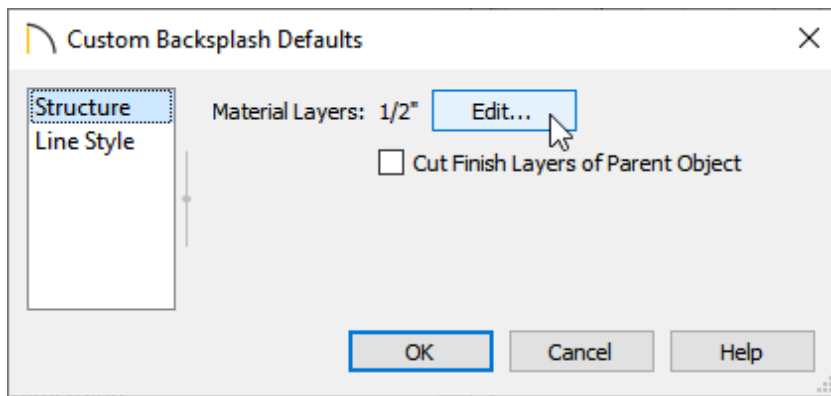 Custom Backsplash Defaults
Structure
Line Style
Material Layers: 1/2" Edit...
Cut Finish Layers of Parent Object
OK Cancel Help